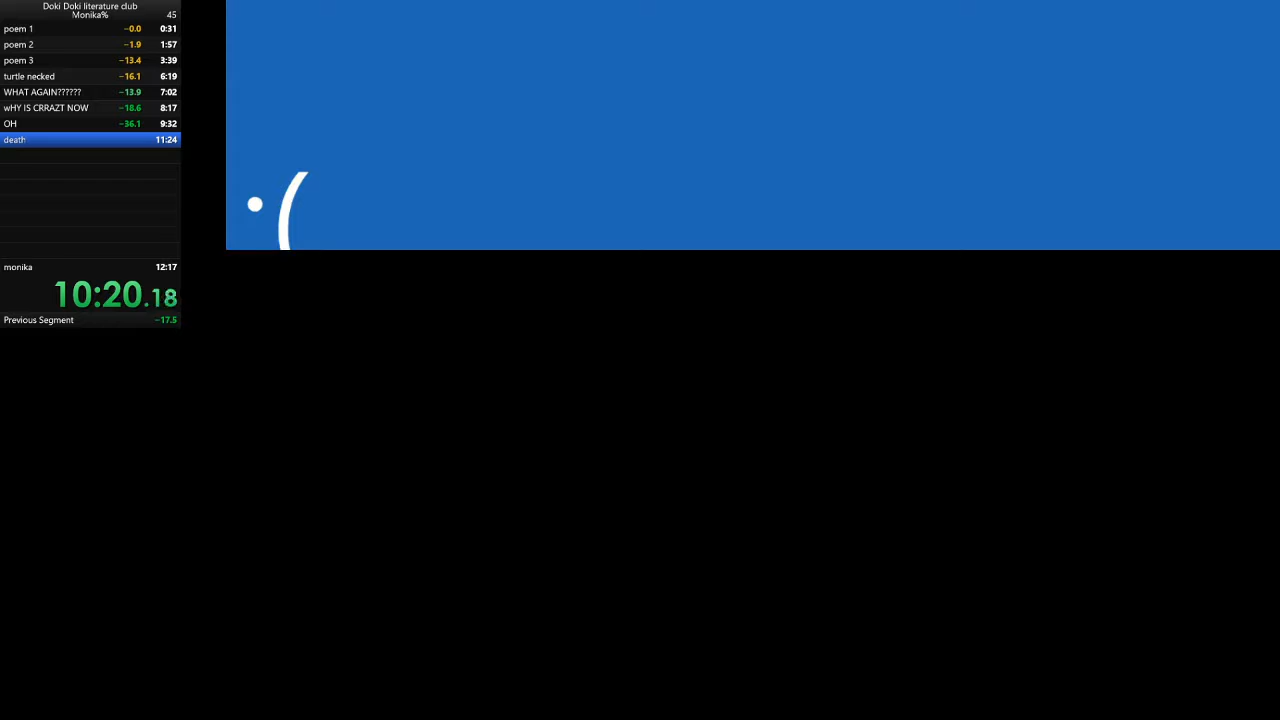 Doki Doki literature club
Monika% 45
poem 1 −0.0 0:31
poem 2 −1.9 1:57
poem 3 −13.4 3:39
turtle necked −16.1 6:19
WHAT AGAIN?????? −13.9 7:02
wHY IS CRRAZT NOW −18.6 8:17
OH −36.1 9:32
death 11:24
monika 12:17
10:20.18
Previous Segment −17.5
:(